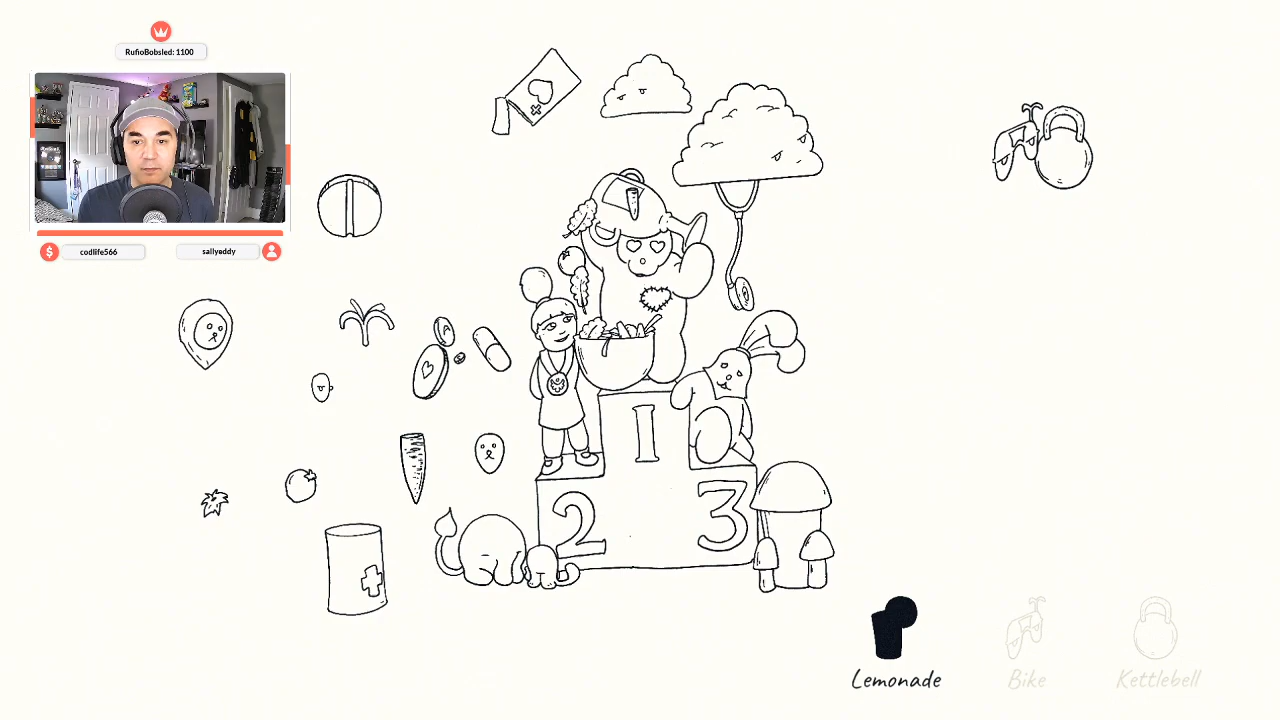 RufioBobsled: 1100
codlife566
sallyeddy
1
2
3
Lemonade
Bike
Kettlebell